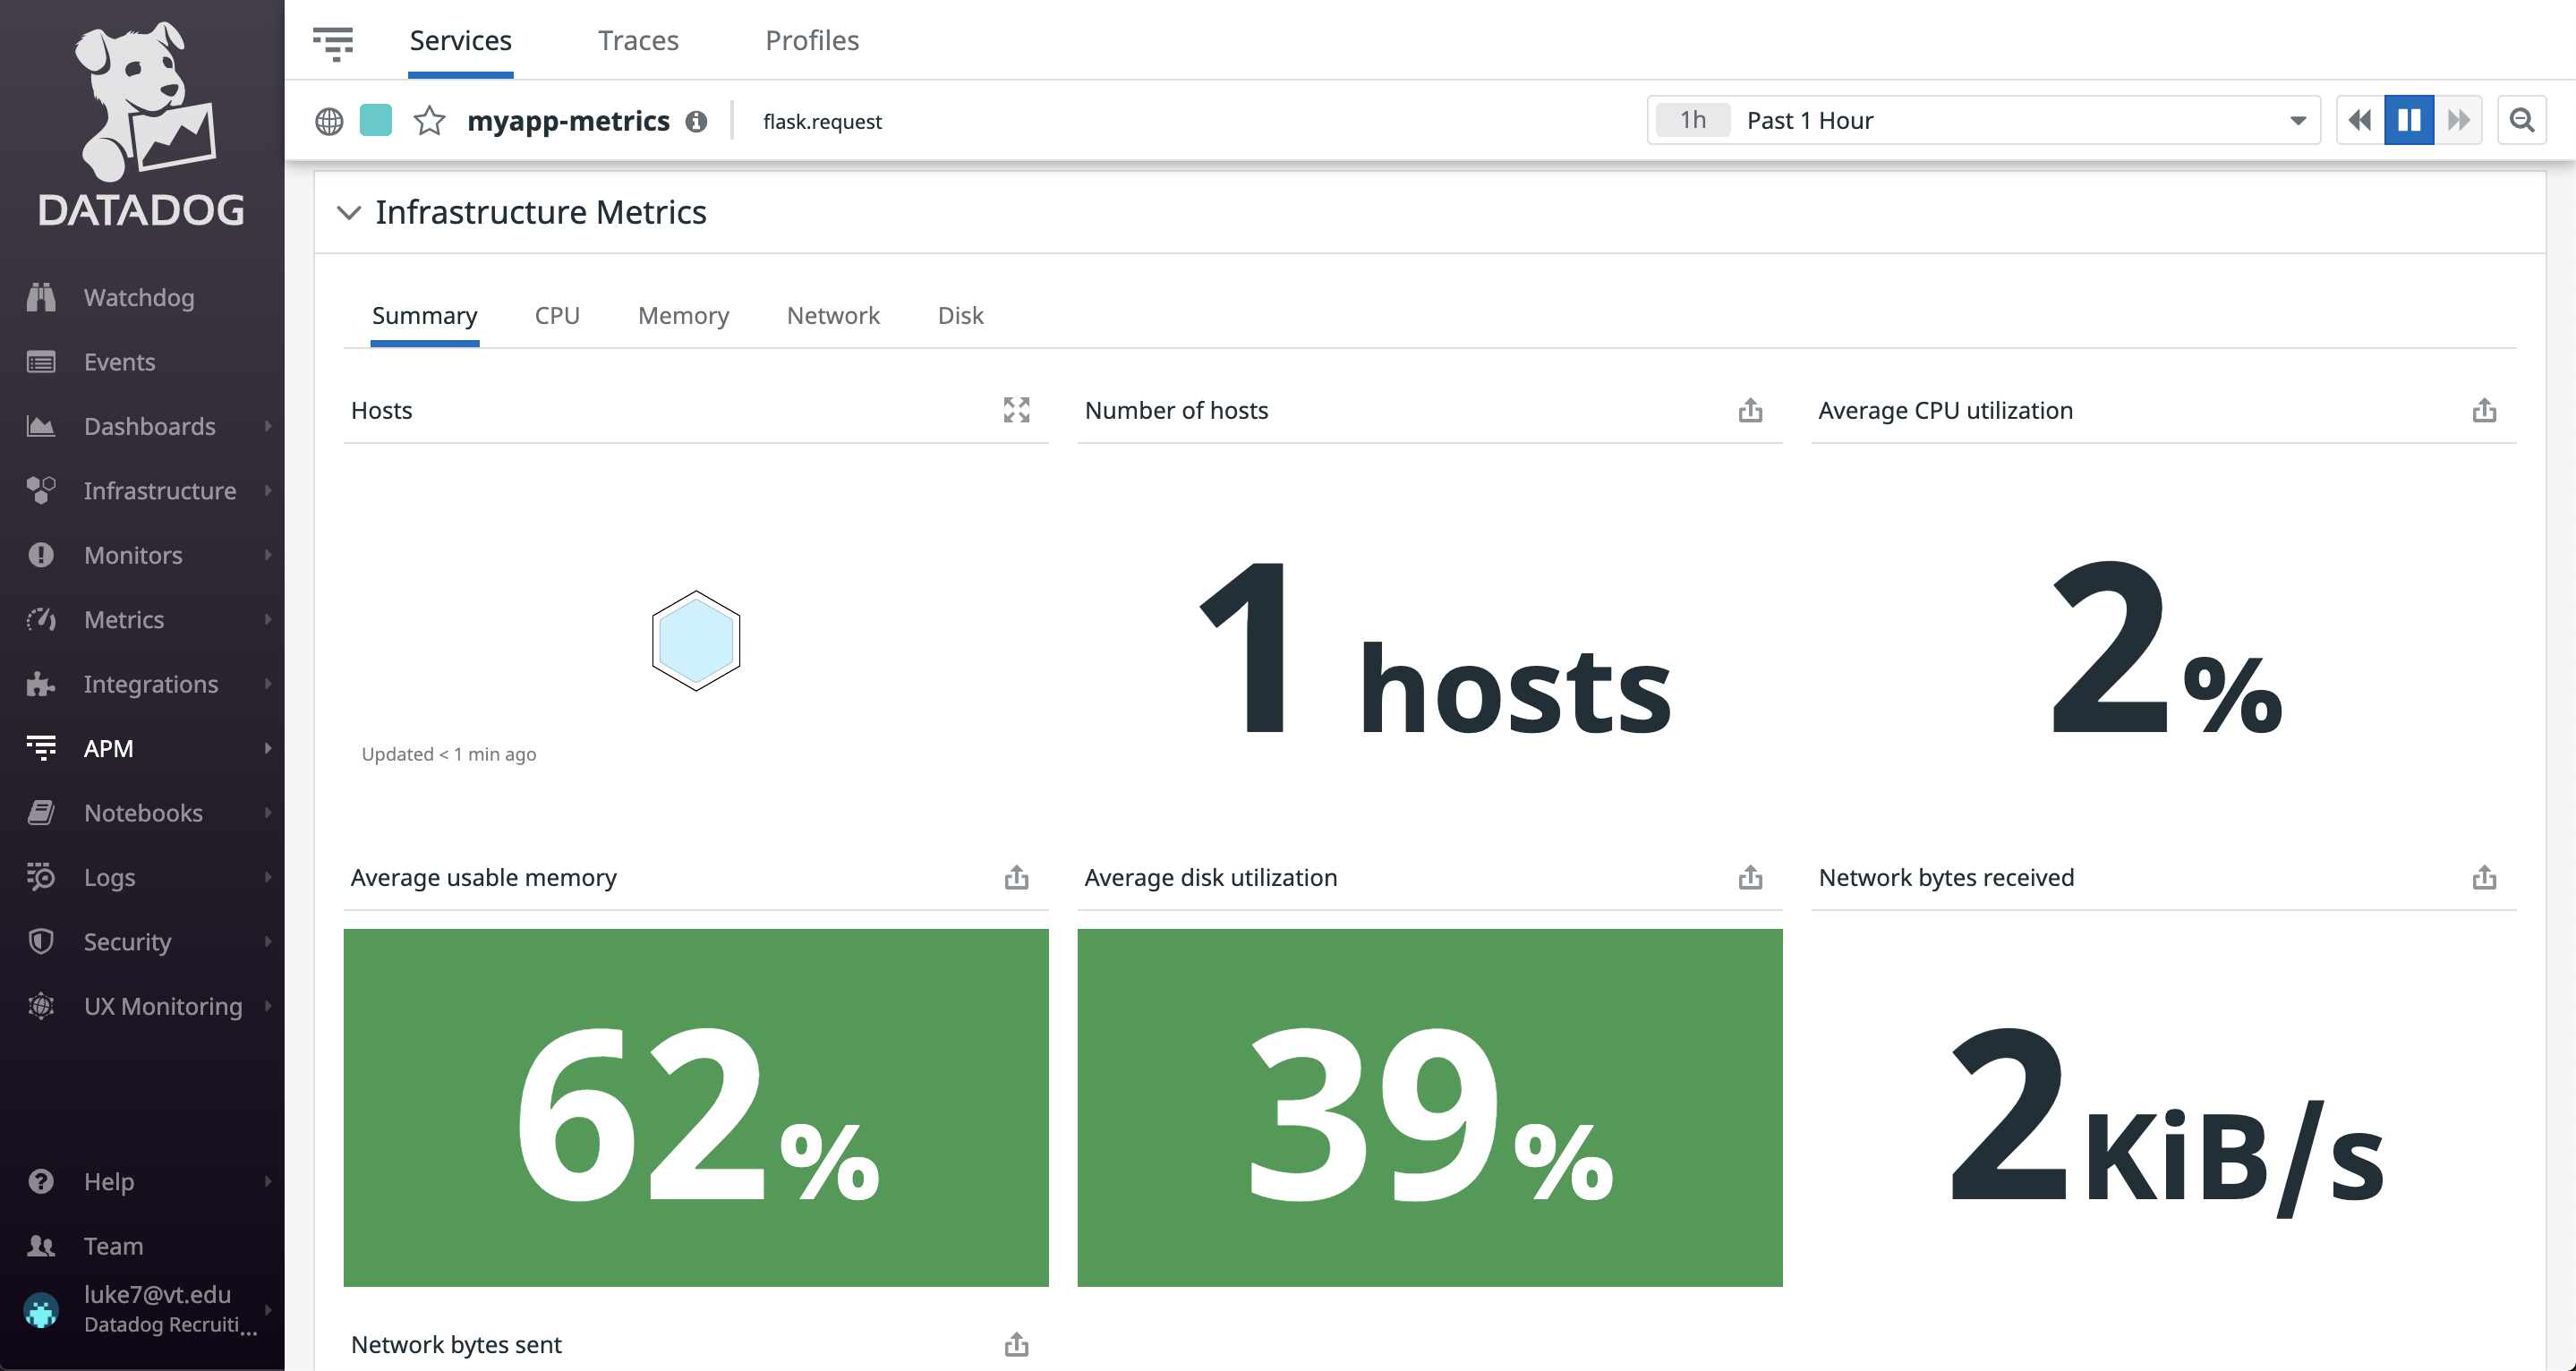 DATADOG
Watchdog
Events
Dashboards
Infrastructure
Monitors
Metrics
Integrations
APM
Notebooks
Logs
Security
UX Monitoring
Help
Team
luke7@vt.edu
Datadog Recruiti...
Services Traces Profiles
myapp-metrics flask.request 1h Past 1 Hour
Infrastructure Metrics
Summary CPU Memory Network Disk
Hosts Number of hosts Average CPU utilization
1 hosts 2%
Updated < 1 min ago
Average usable memory Average disk utilization Network bytes received
62% 39% 2KiB/s
Network bytes sent